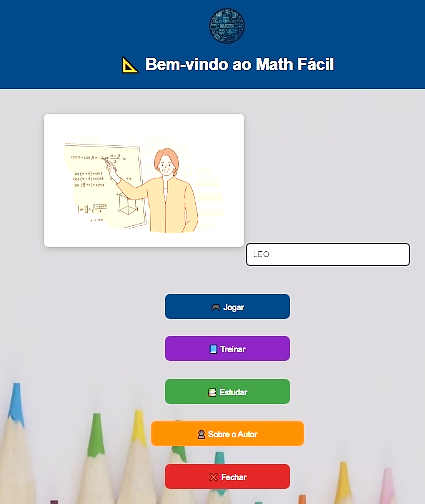 Bem-vindo ao Math Fácil
LEO
Jogar
Treinar
Estudar
Sobre o Autor
Fechar